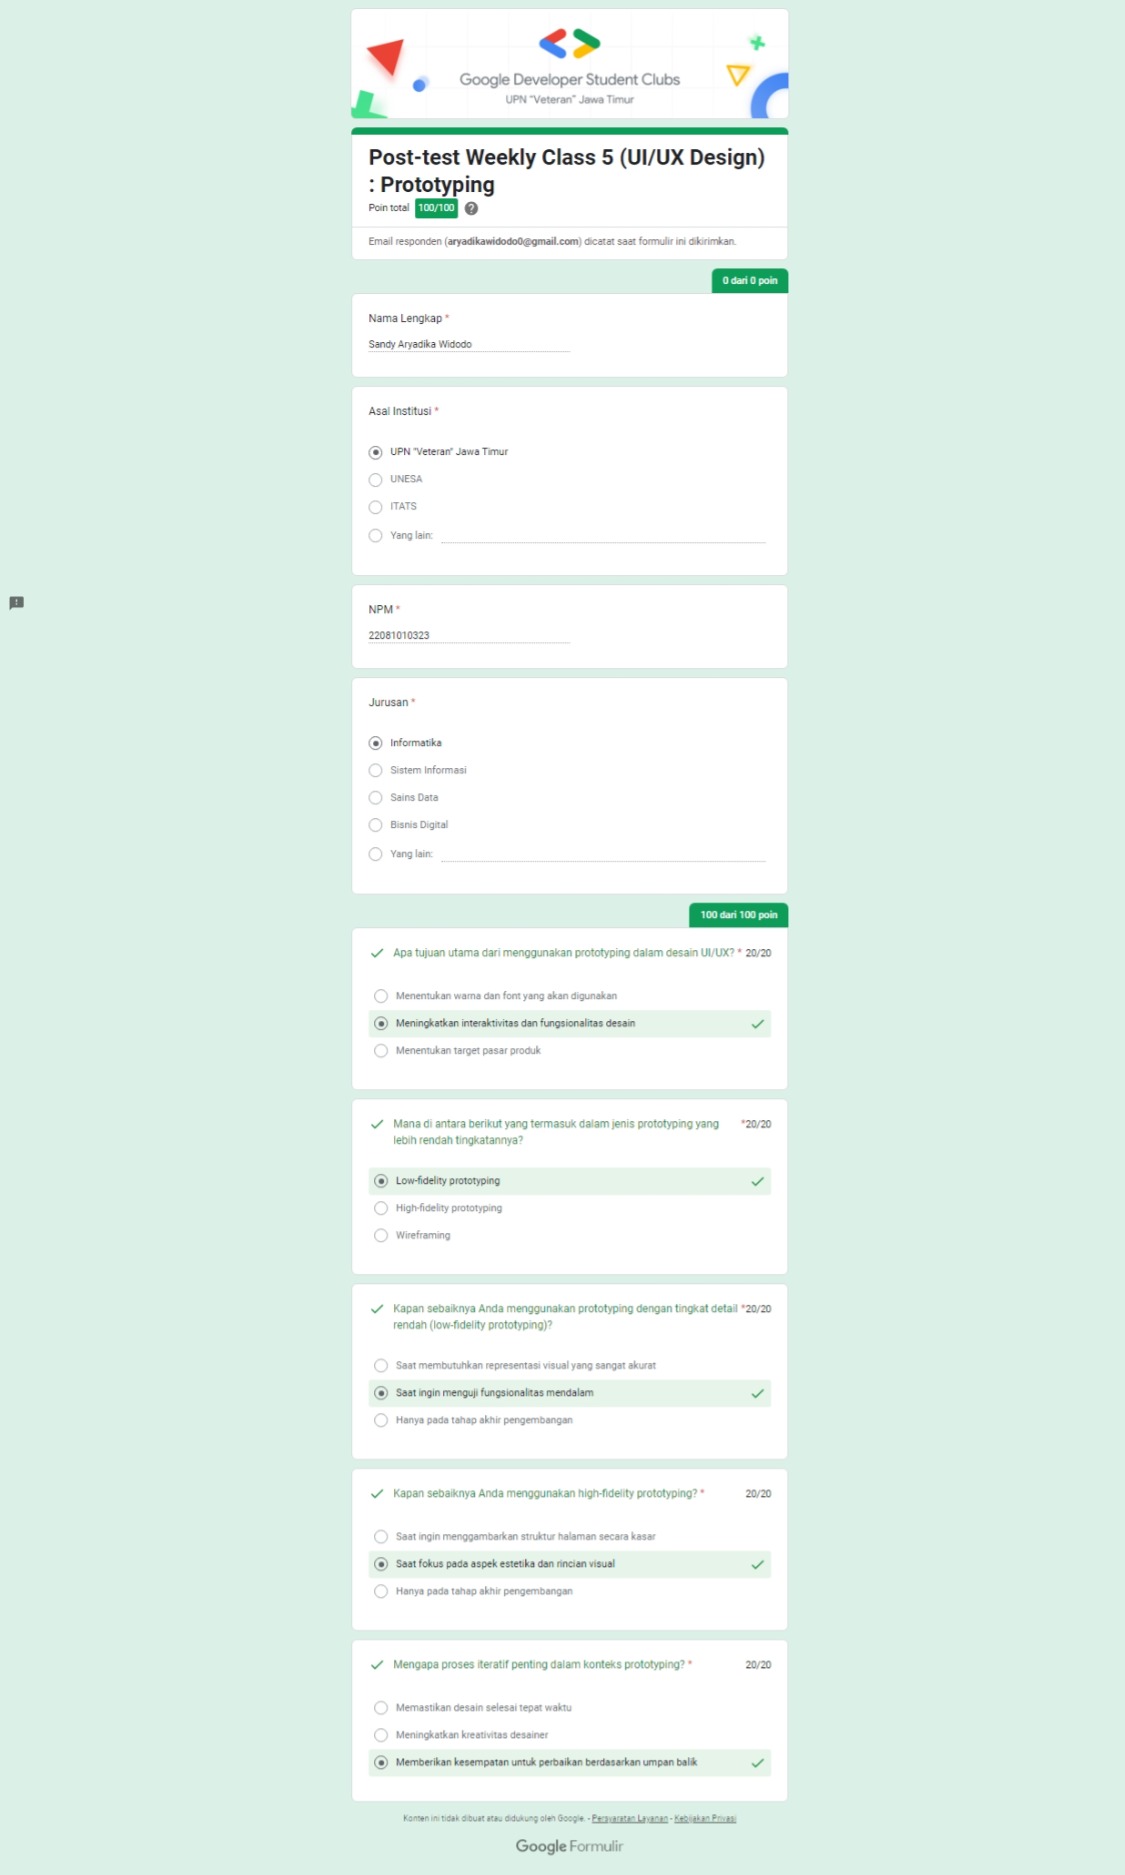 Google Developer Student Clubs
UPN "Veteran" Jawa Timur
Post-test Weekly Class 5 (UI/UX Design)
: Prototyping
Poin total 100/100 ?
Email responden (aryadikawidodo0@gmail.com) dicatat saat formulir ini dikirimkan.
0 dari 0 poin
Nama Lengkap *
Sandy Aryadika Widodo
Asal Institusi *
UPN "Veteran" Jawa Timur
UNESA
ITATS
Yang lain:
NPM *
22081010323
Jurusan *
Informatika
Sistem Informasi
Sains Data
Bisnis Digital
Yang lain:
100 dari 100 poin
Apa tujuan utama dari menggunakan prototyping dalam desain UI/UX? * 20/20
Menentukan warna dan font yang akan digunakan
Meningkatkan interaktivitas dan fungsionalitas desain
Menentukan target pasar produk
Mana di antara berikut yang termasuk dalam jenis prototyping yang *20/20
lebih rendah tingkatannya?
Low-fidelity prototyping
High-fidelity prototyping
Wireframing
Kapan sebaiknya Anda menggunakan prototyping dengan tingkat detail *20/20
rendah (low-fidelity prototyping)?
Saat membutuhkan representasi visual yang sangat akurat
Saat ingin menguji fungsionalitas mendalam
Hanya pada tahap akhir pengembangan
Kapan sebaiknya Anda menggunakan high-fidelity prototyping? * 20/20
Saat ingin menggambarkan struktur halaman secara kasar
Saat fokus pada aspek estetika dan rincian visual
Hanya pada tahap akhir pengembangan
Mengapa proses iteratif penting dalam konteks prototyping? * 20/20
Memastikan desain selesai tepat waktu
Meningkatkan kreativitas desainer
Memberikan kesempatan untuk perbaikan berdasarkan umpan balik
Konten ini tidak dibuat atau didukung oleh Google. - Persyaratan Layanan - Kebijakan Privasi
Google Formulir